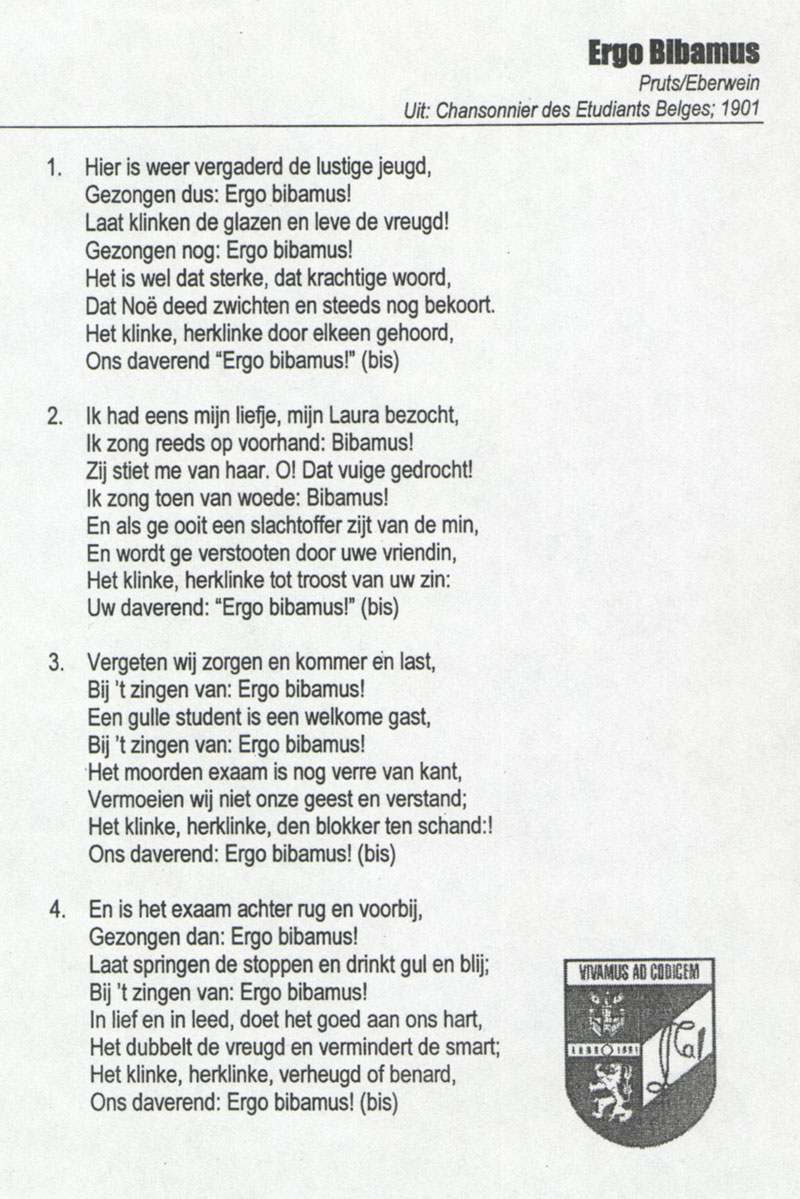 Ergo Bibamus
Pruts/Eberwein
Uit: Chansonnier des Etudiants Belges; 1901
1. Hier is weer vergaderd de lustige jeugd,
Gezongen dus: Ergo bibamus!
Laat klinken de glazen en leve de vreugd!
Gezongen nog: Ergo bibamus!
Het is wel dat sterke, dat krachtige woord,
Dat Noë deed zwichten en steeds nog bekoort.
Het klinke, herklinke door elkeen gehoord,
Ons daverend “Ergo bibamus!” (bis)
2. Ik had eens mijn liefje, mijn Laura bezocht,
Ik zong reeds op voorhand: Bibamus!
Zij stiet me van haar. O! Dat vuige gedrocht!
Ik zong toen van woede: Bibamus!
En als ge ooit een slachtoffer zijt van de min,
En wordt ge verstooten door uwe vriendin,
Het klinke, herklinke tot troost van uw zin:
Uw daverend: “Ergo bibamus!” (bis)
3. Vergeten wij zorgen en kommer en last,
Bij ’t zingen van: Ergo bibamus!
Een gulle student is een welkome gast,
Bij ’t zingen van: Ergo bibamus!
Het moorden exaam is nog verre van kant,
Vermoeien wij niet onze geest en verstand;
Het klinke, herklinke, den blokker ten schand:!
Ons daverend: Ergo bibamus! (bis)
4. En is het exaam achter rug en voorbij,
Gezongen dan: Ergo bibamus!
Laat springen de stoppen en drinkt gul en blij;
Bij ’t zingen van: Ergo bibamus!
In lief en in leed, doet het goed aan ons hart,
Het dubbelt de vreugd en vermindert de smart;
Het klinke, herklinke, verheugd of benard,
Ons daverend: Ergo bibamus! (bis)
VIVAMUS AD CODICEM